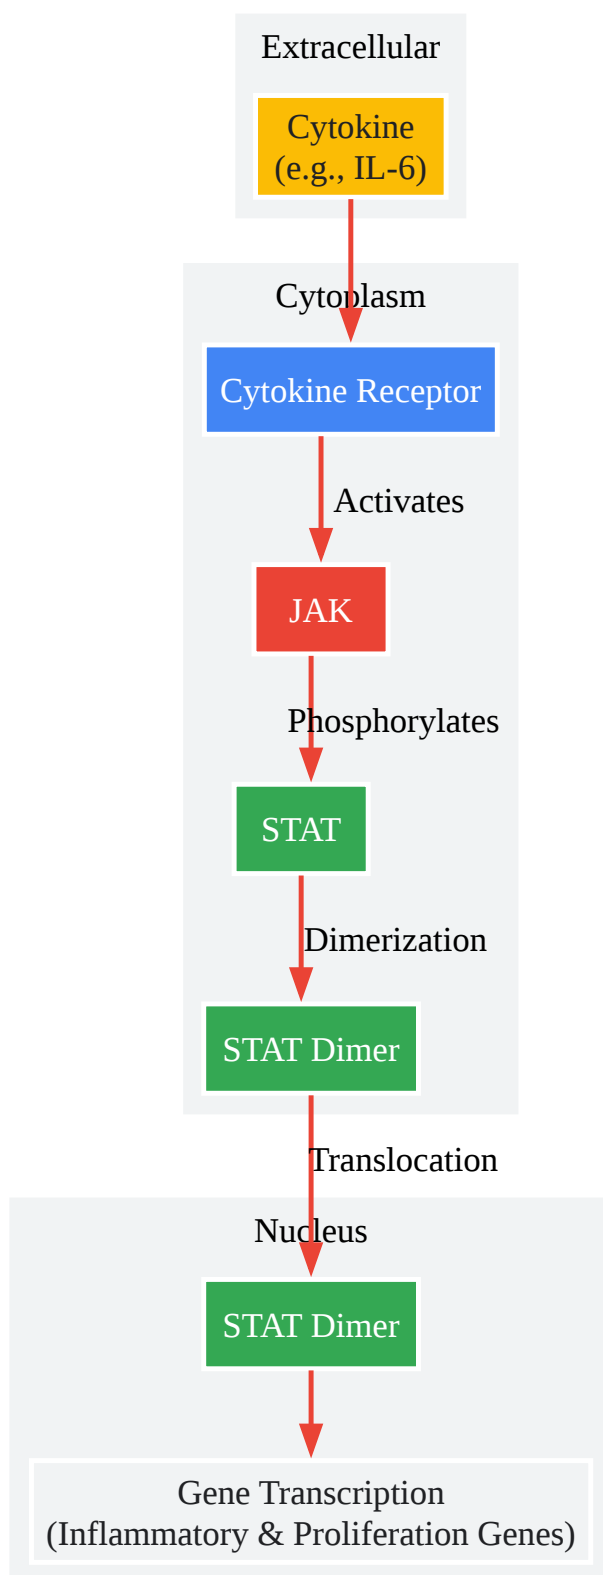 Extracellular
Cytokine
(e.g., IL-6)
Cytoplasm
Cytokine Receptor
Activates
JAK
Phosphorylates
STAT
Dimerization
STAT Dimer
Translocation
Nucleus
STAT Dimer
Gene Transcription
(Inflammatory & Proliferation Genes)